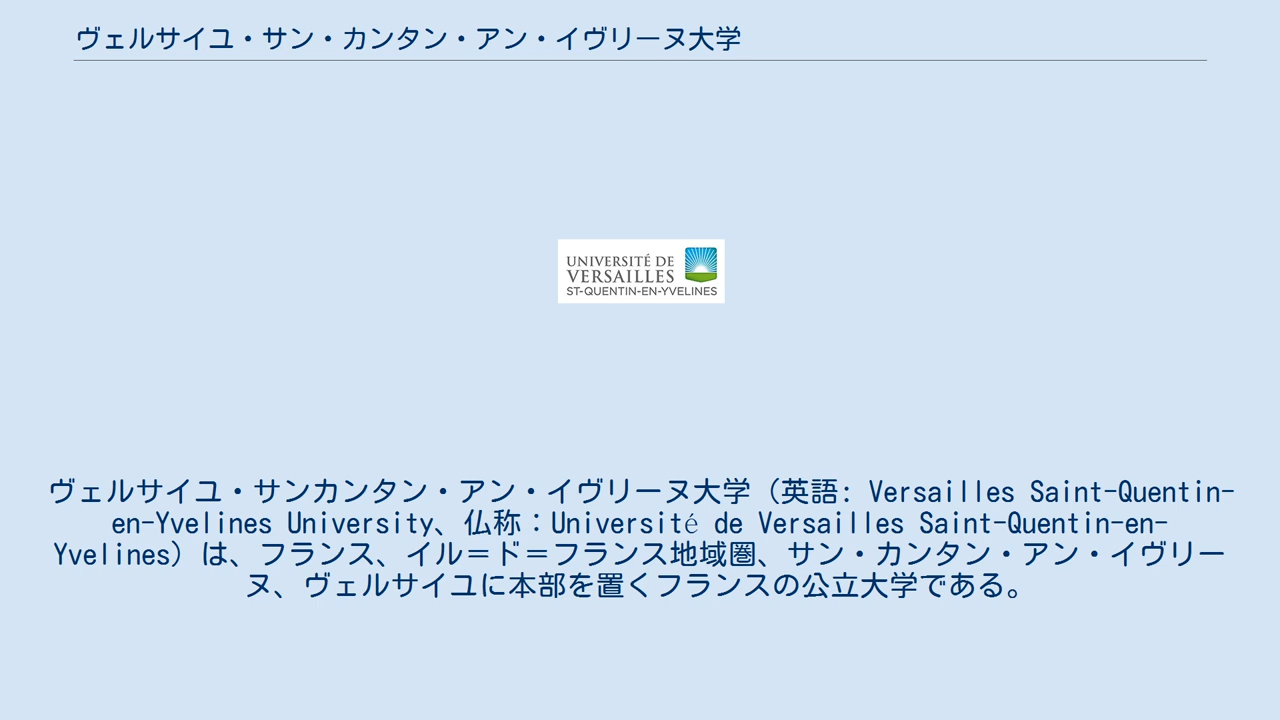 ヴェルサイユ・サン・カンタン・アン・イヴリーヌ大学
UNIVERSITÉ DE
VERSAILLES
ST-QUENTIN-EN-YVELINES
ヴェルサイユ・サンカンタン・アン・イヴリーヌ大学（英語: Versailles Saint-Quentin-
en-Yvelines University、仏称：Université de Versailles Saint-Quentin-en-
Yvelines）は、フランス、イル＝ド＝フランス地域圏、サン・カンタン・アン・イヴリー
ヌ、ヴェルサイユに本部を置くフランスの公立大学である。